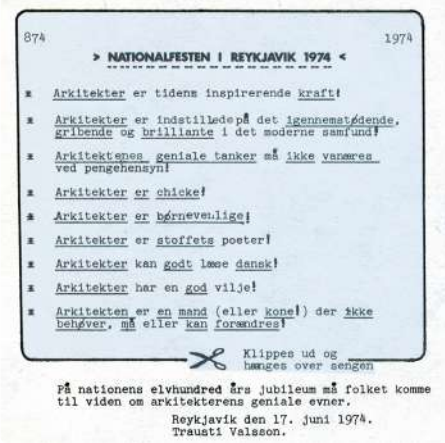 874 1974
> NATIONALFESTEN I REYKJAVIK 1974 <
* Arkitekter er tidens inspirerende kraft!
* Arkitekter er indstillede på det igennemstødende,
gribende og brilliante i det moderne samfund!
* Arkitektenes geniale tanker må ikke vanæres
ved pengehensyn!
* Arkitekter er chicke!
* Arkitekter er børnevenlige!
* Arkitekter er stoffets poeter!
* Arkitekter kan godt læse dansk!
* Arkitekter har en god vilje!
* Arkitekten er en mand (eller kone!) der ikke
behøver, må eller kan forændres!
Klippes ud og
hænges over sengen
På nationens elvhundred års jubileum må folket komme
til viden om arkitekterens geniale evner.
Reykjavik den 17. juni 1974.
Trausti Valsson.